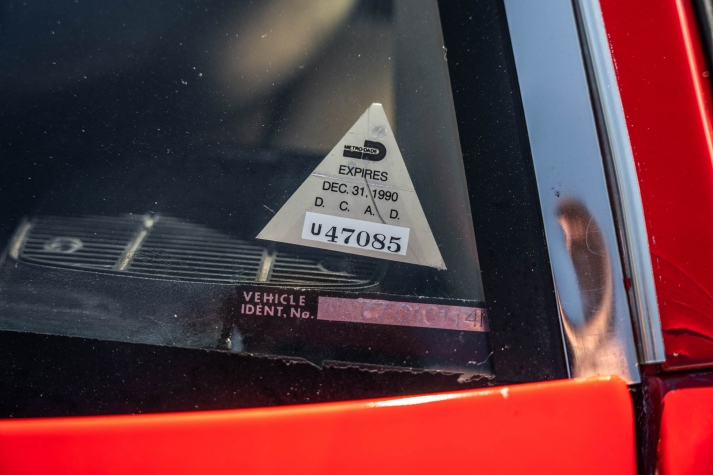 METRO-DADE
EXPIRES
DEC. 31, 1990
D. C. A. D.
U47085
VEHICLE
IDENT. No.